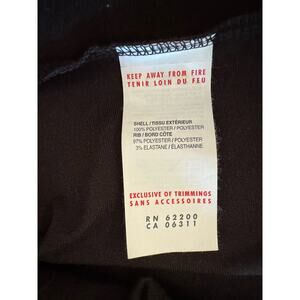 KEEP AWAY FROM FIRE
TENIR LOIN DU FEU
SHELL / TISSU EXTÉRIEUR
100% POLYESTER / POLYESTER
RIB / BORD CÔTE
97% POLYESTER / POLYESTER
3% ELASTANE / ÉLASTHANNE
EXCLUSIVE OF TRIMMINGS
SANS ACCESSOIRES
RN 62200
CA 06311